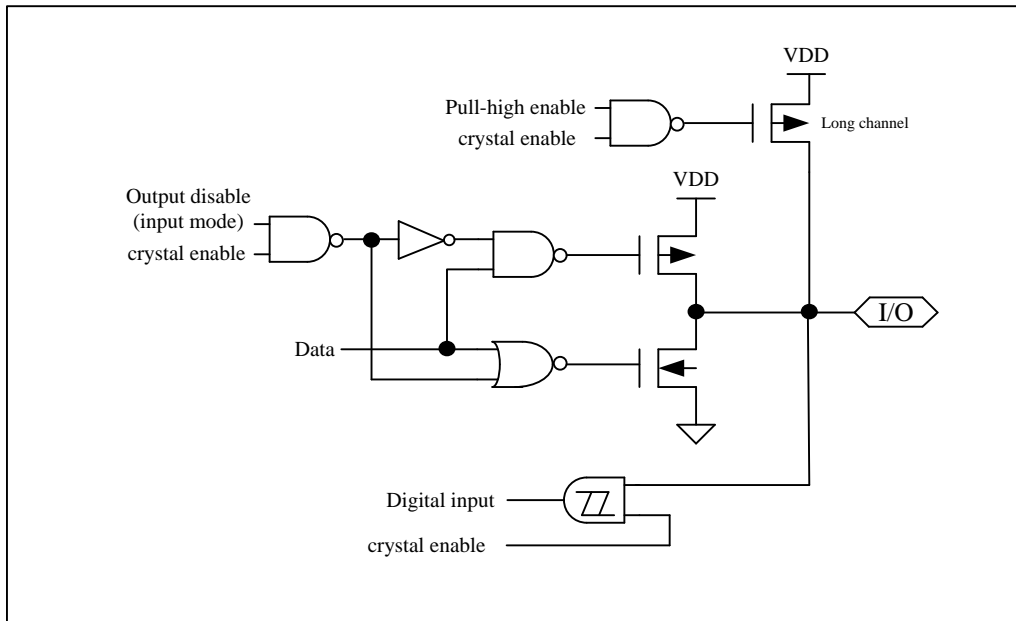 VDD
Pull-high enable
crystal enable
Long channel
VDD
Output disable
(input mode)
crystal enable
I/O
Data
Digital input
crystal enable